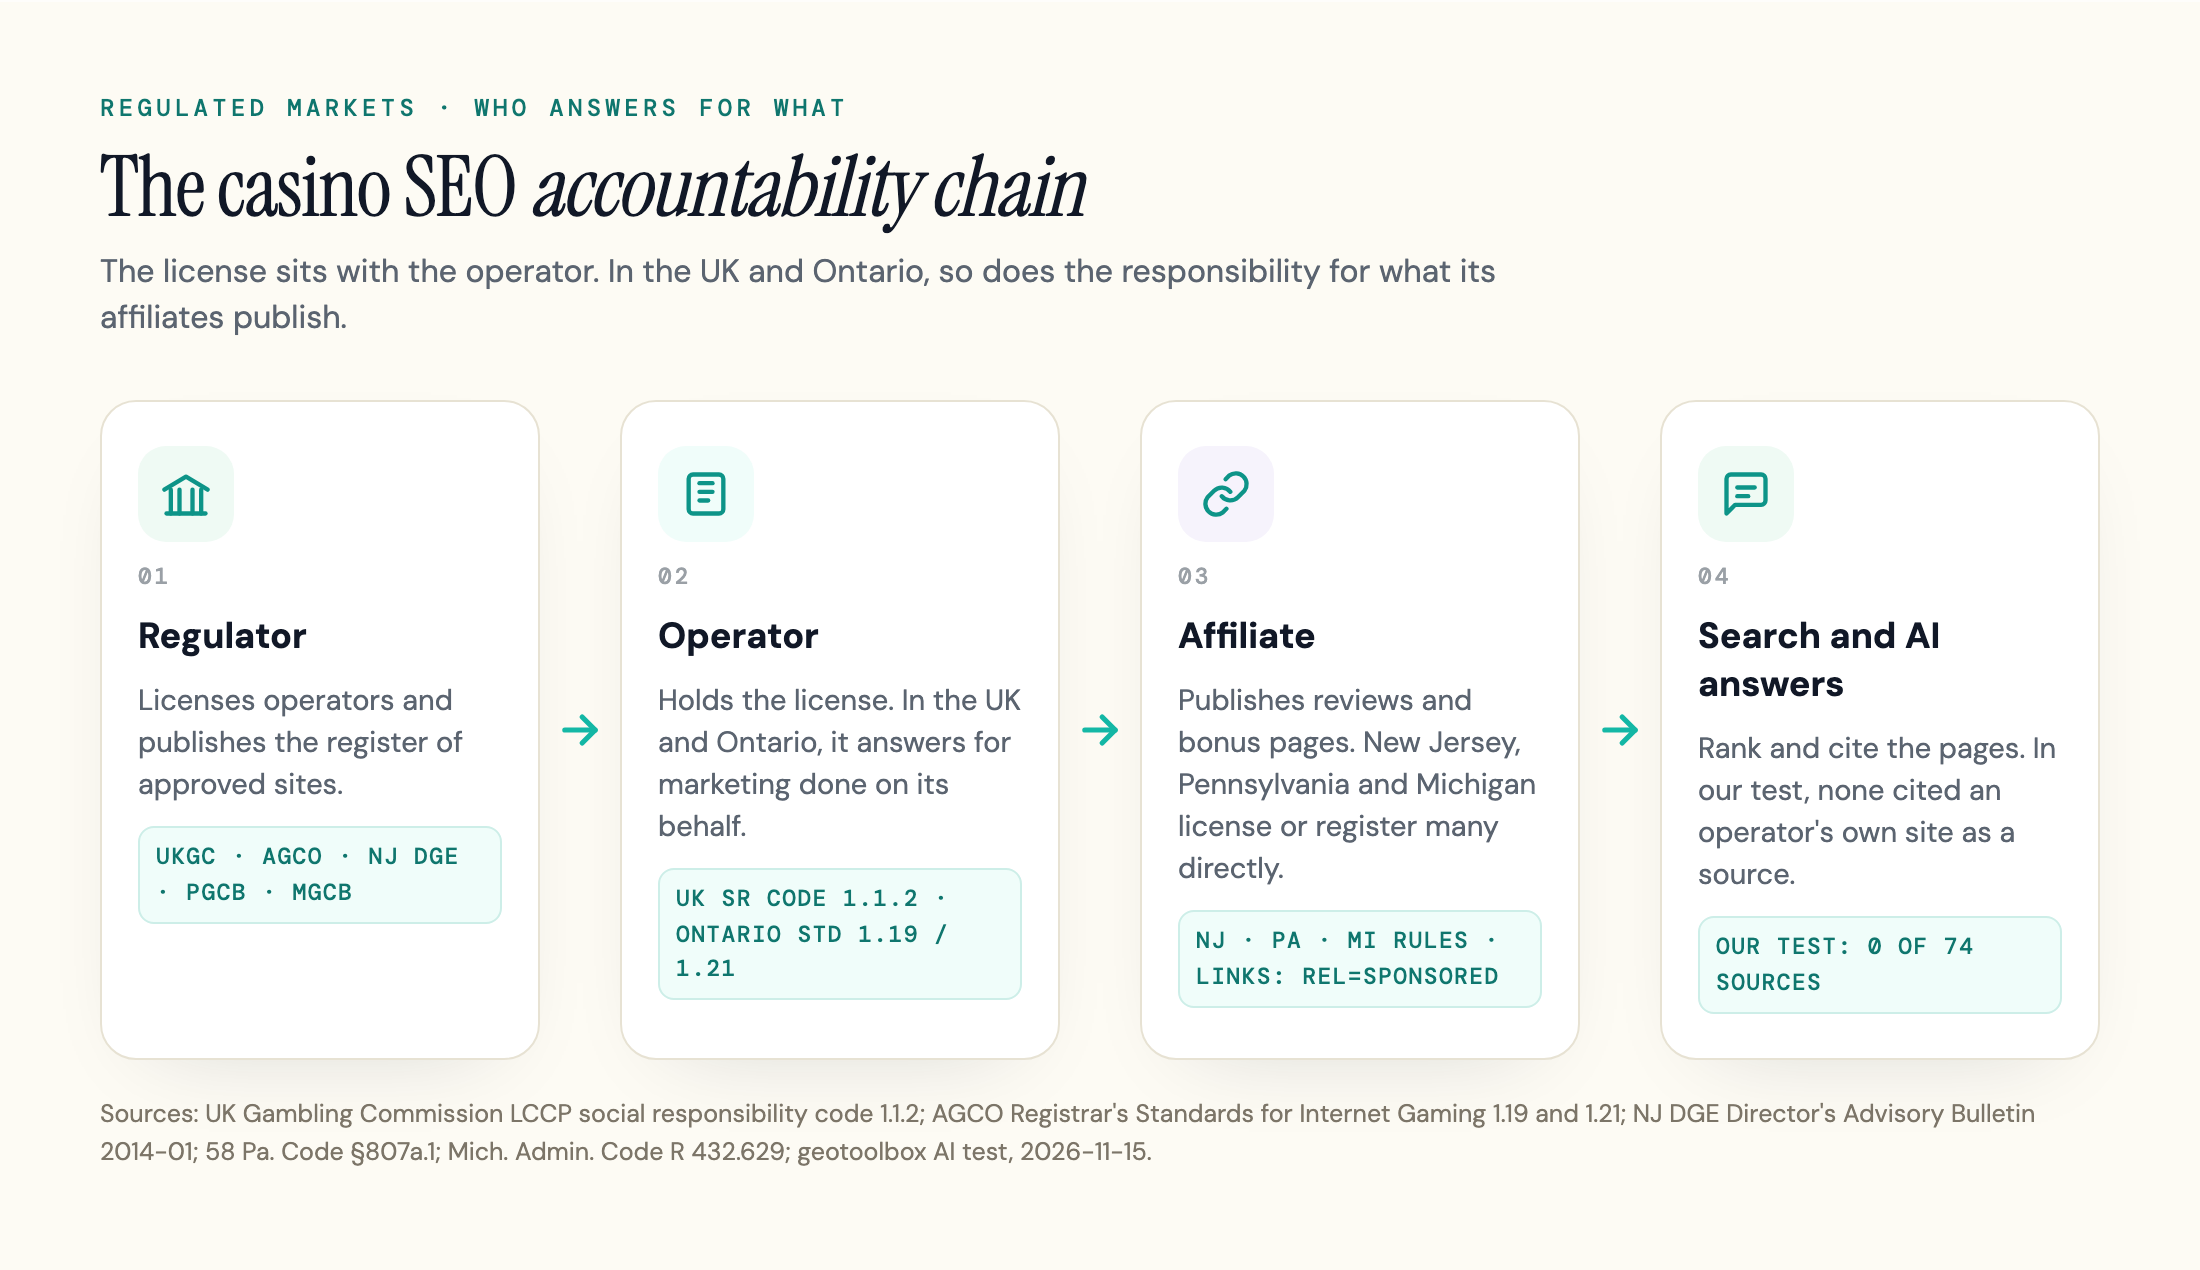 REGULATED MARKETS · WHO ANSWERS FOR WHAT
The casino SEO accountability chain
The license sits with the operator. In the UK and Ontario, so does the responsibility for what its
affiliates publish.
01
Regulator
Licenses operators and
publishes the register of
approved sites.
UKGC · AGCO · NJ DGE
· PGCB · MGCB
02
Operator
Holds the license. In the UK
and Ontario, it answers for
marketing done on its
behalf.
UK SR CODE 1.1.2 ·
ONTARIO STD 1.19 /
1.21
03
Affiliate
Publishes reviews and
bonus pages. New Jersey,
Pennsylvania and Michigan
license or register many
directly.
NJ · PA · MI RULES ·
LINKS: REL=SPONSORED
04
Search and AI
answers
Rank and cite the pages. In
our test, none cited an
operator's own site as a
source.
OUR TEST: 0 OF 74
SOURCES
Sources: UK Gambling Commission LCCP social responsibility code 1.1.2; AGCO Registrar's Standards for Internet Gaming 1.19 and 1.21; NJ DGE Director's Advisory Bulletin
2014-01; 58 Pa. Code §807a.1; Mich. Admin. Code R 432.629; geotoolbox AI test, 2026-11-15.